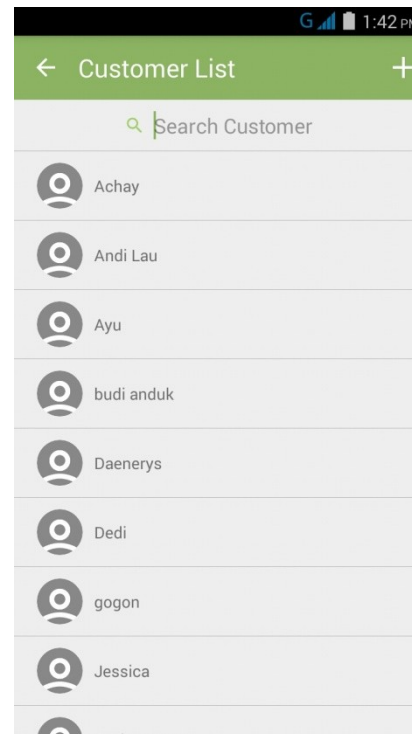 G 1:42 PM
Customer List
Search Customer
Achay
Andi Lau
Ayu
budi anduk
Daenerys
Dedi
gogon
Jessica